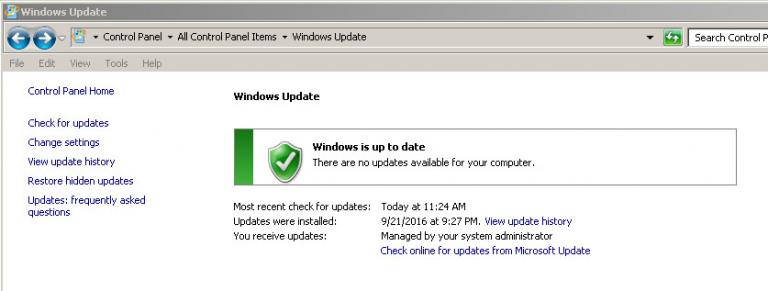 Windows Update
Control Panel All Control Panel Items Windows Update
Search Control P
File Edit View Tools Help
Control Panel Home
Check for updates
Change settings
View update history
Restore hidden updates
Updates: frequently asked
questions
Windows Update
Windows is up to date
There are no updates available for your computer.
Most recent check for updates: Today at 11:24 AM
Updates were installed: 9/21/2016 at 9:27 PM. View update history
You receive updates: Managed by your system administrator
Check online for updates from Microsoft Update